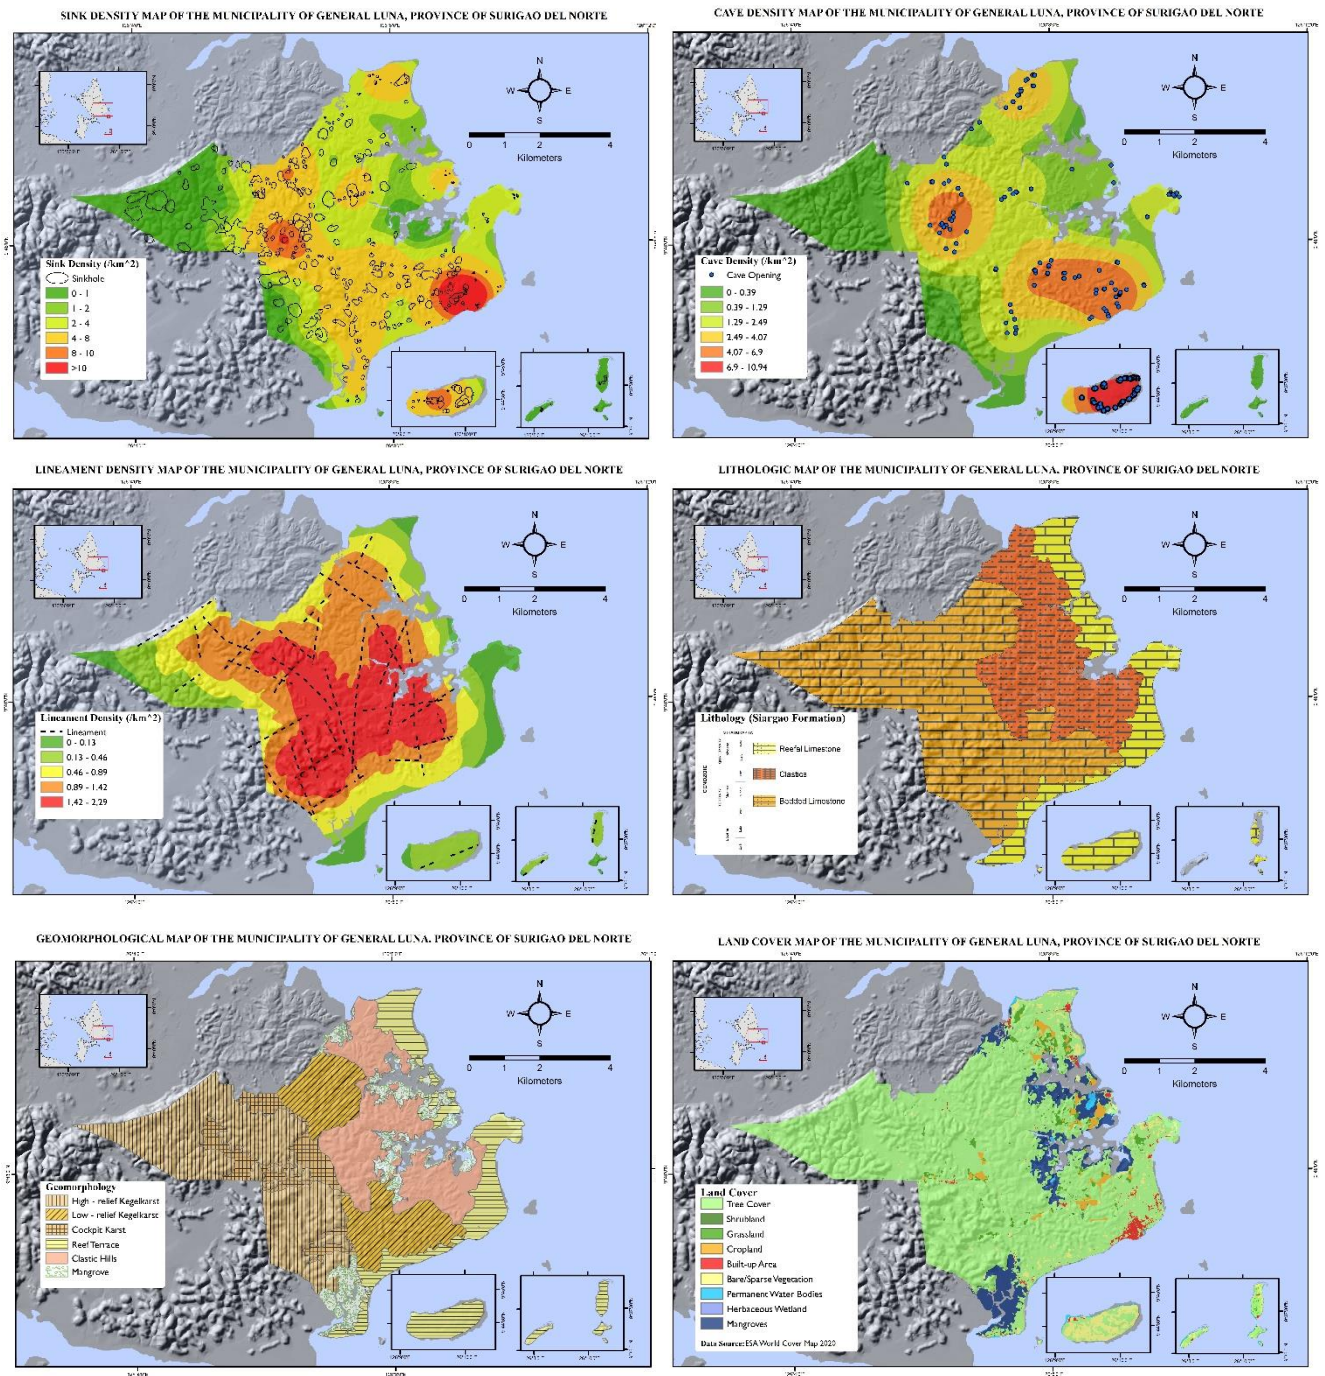 SINK DENSITY MAP OF THE MUNICIPALITY OF GENERAL LUNA, PROVINCE OF SURIGAO DEL NORTE
N
W
E
S
0 1 2 4
Kilometers
Sink Density (/km^2)
Sinkhole
0 - 1
1 - 2
2 - 4
4 - 8
8 - 10
>10
CAVE DENSITY MAP OF THE MUNICIPALITY OF GENERAL LUNA, PROVINCE OF SURIGAO DEL NORTE
N
W
E
S
0 1 2 4
Kilometers
Cave Density (/km^2)
Cave Opening
0 - 0.39
0.39 - 1.29
1.29 - 2.49
2.49 - 4.07
4.07 - 6.9
6.9 - 10.94
LINEAMENT DENSITY MAP OF THE MUNICIPALITY OF GENERAL LUNA, PROVINCE OF SURIGAO DEL NORTE
N
W
E
S
0 1 2 4
Kilometers
Lineament Density (/km^2)
Lineament
0 - 0.13
0.13 - 0.46
0.46 - 0.89
0.89 - 1.42
1.42 - 2.29
LITHOLOGIC MAP OF THE MUNICIPALITY OF GENERAL LUNA. PROVINCE OF SURIGAO DEL NORTE
N
W
E
S
0 1 2 4
Kilometers
Lithology (Siargao Formation)
CENOZOIC
Reefal Limestone
Clastics
Bedded Limestone
GEOMORPHOLOGICAL MAP OF THE MUNICIPALITY OF GENERAL LUNA. PROVINCE OF SURIGAO DEL NORTE
N
W
E
S
0 1 2 4
Kilometers
Geomorphology
High - relief Kegelkarst
Low - relief Kegelkarst
Cockpit Karst
Reef Terrace
Clastic Hills
Mangrove
LAND COVER MAP OF THE MUNICIPALITY OF GENERAL LUNA, PROVINCE OF SURIGAO DEL NORTE
N
W
E
S
0 1 2 4
Kilometers
Land Cover
Tree Cover
Shrubland
Grassland
Cropland
Built-up Area
Bare/Sparse Vegetation
Permanent Water Bodies
Herbaceous Wetland
Mangroves
Data Source: ESA World Cover Map 2020